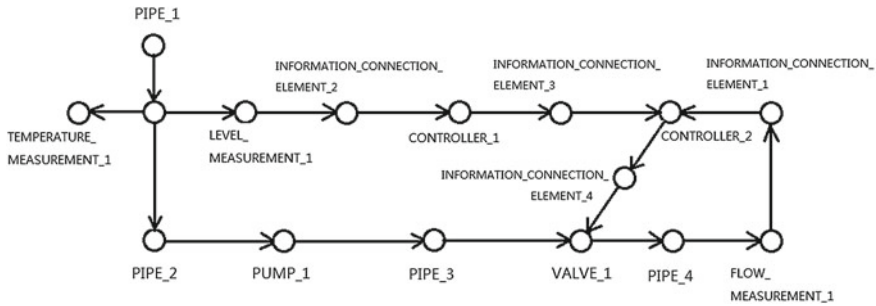 PIPE_1
INFORMATION_CONNECTION_
ELEMENT_2
INFORMATION_CONNECTION_
ELEMENT_3
INFORMATION_CONNECTION_
ELEMENT_1
TEMPERATURE_
MEASUREMENT_1
LEVEL_
MEASUREMENT_1
CONTROLLER_1
CONTROLLER_2
INFORMATION_CONNECTION_
ELEMENT_4
PIPE_2
PUMP_1
PIPE_3
VALVE_1
PIPE_4
FLOW_
MEASUREMENT_1